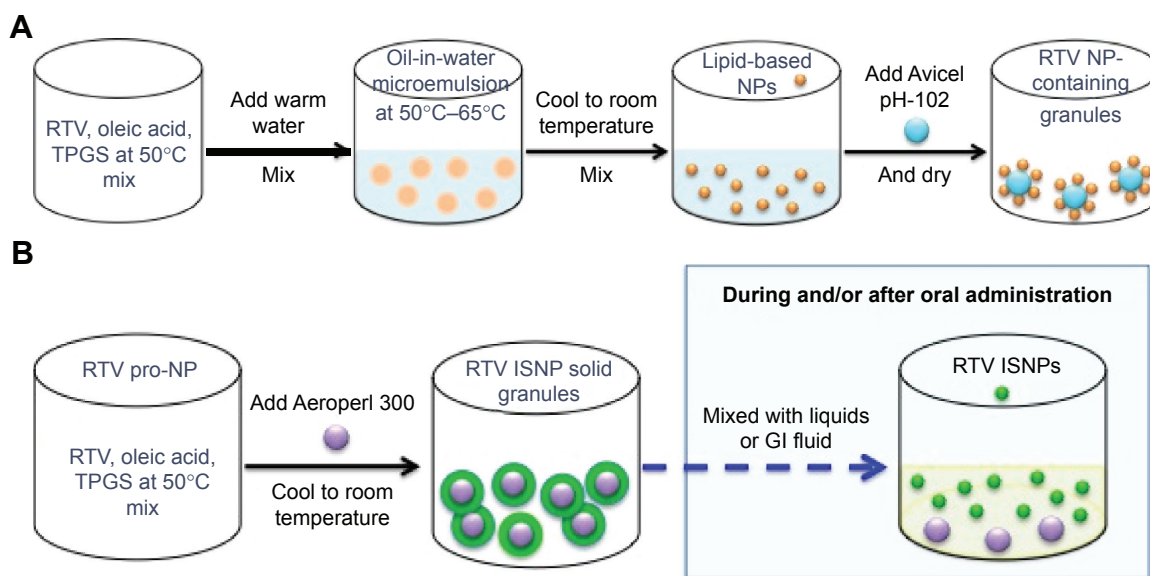 A
RTV, oleic acid,
TPGS at 50°C
mix
Add warm
water
Mix
Oil-in-water
microemulsion
at 50°C–65°C
Cool to room
temperature
Mix
Lipid-based
NPs
Add Avicel
pH-102
And dry
RTV NP-
containing
granules
B
RTV pro-NP
RTV, oleic acid,
TPGS at 50°C
mix
Add Aeroperl 300
Cool to room
temperature
RTV ISNP solid
granules
Mixed with liquids
or GI fluid
During and/or after oral administration
RTV ISNPs